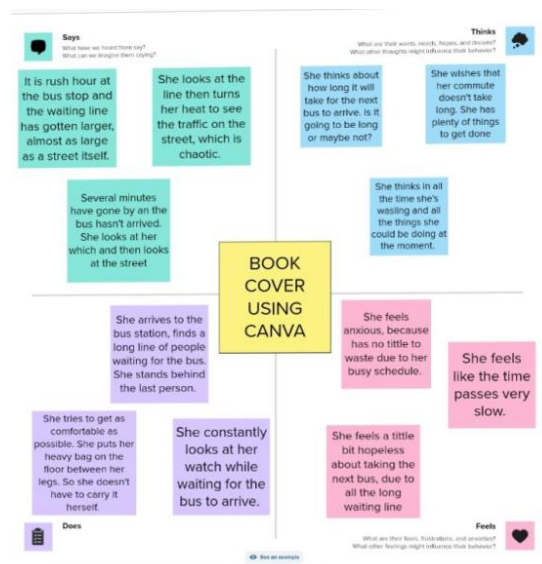 Says
What have we heard them say?
What can we imagine them saying?
It is rush hour at
the bus stop and
the waiting line
has gotten larger,
almost as large
as a street itself.
She looks at the
line then turns
her heat to see
the traffic on the
street, which is
chaotic.
Several minutes
have gone by an the
bus hasn't arrived.
She looks at her
which and then looks
at the street
Thinks
What are their wants, needs, hopes, and dreams?
What other thoughts might influence their behavior?
She thinks about
how long it will
take for the next
bus to arrive. is it
going to be long
or maybe not?
She wishes that
her commute
doesn't take
long. She has
plenty of things
to get done
She thinks in all
the time she's
wasling and all
the things she
could be doing at
the moment.
BOOK
COVER
USING
CANVA
She arrives to the
bus station, finds a
long line of people
waiting for the bus.
She stands behind
the last person.
She tries to get as
comfortable as
possible. She puts her
heavy bag on the
floor between her
legs. So she doesn't
have to carry it
herself.
She constantly
looks at her
watch while
waiting for the
bus to arrive.
Does
She feels
anxious, because
has no tittle to
waste due to her
busy schedule.
She feels
like the time
passes very
slow.
She feels a tittle
bit hopeless
about taking the
next bus, due to
all the long
waiting line
Feels
What are their fears, frustrations, and anxieties?
What other feelings might influence their behavior?
See an example